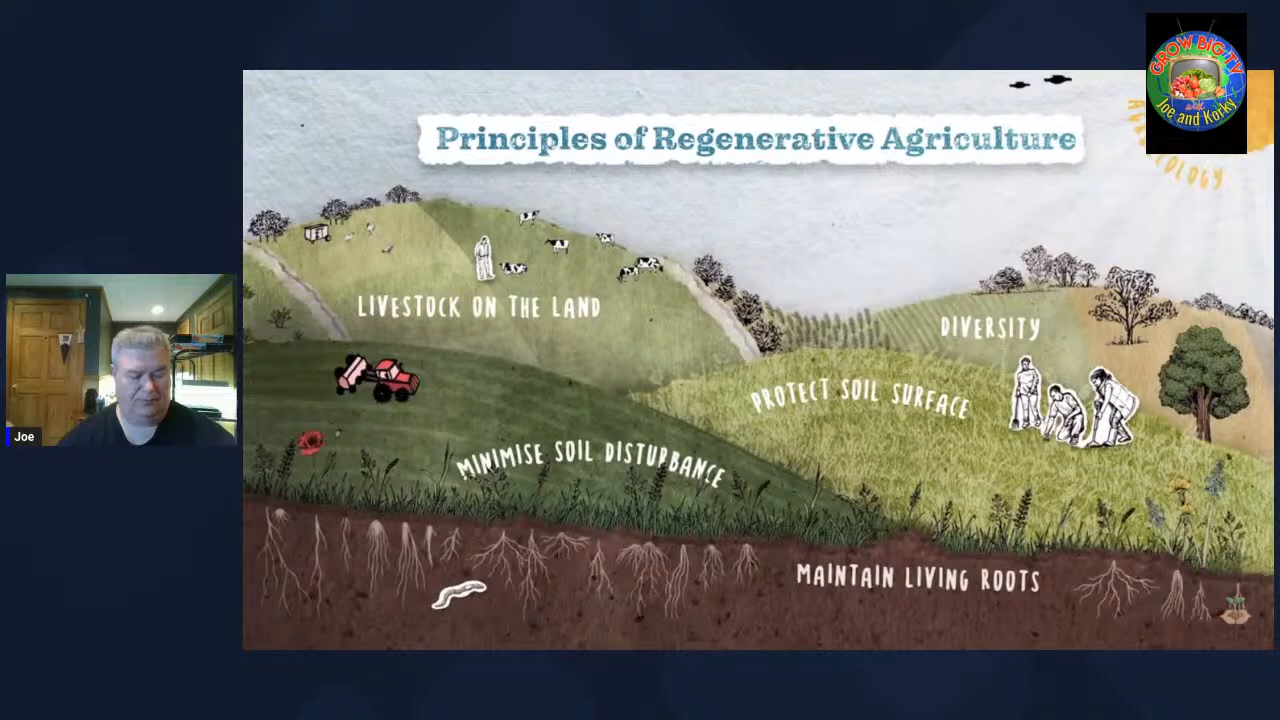 GROW BIG TV
with
Joe and Korky
Principles of Regenerative Agriculture
LIVESTOCK ON THE LAND
DIVERSITY
PROTECT SOIL SURFACE
MINIMISE SOIL DISTURBANCE
MAINTAIN LIVING ROOTS
Joe